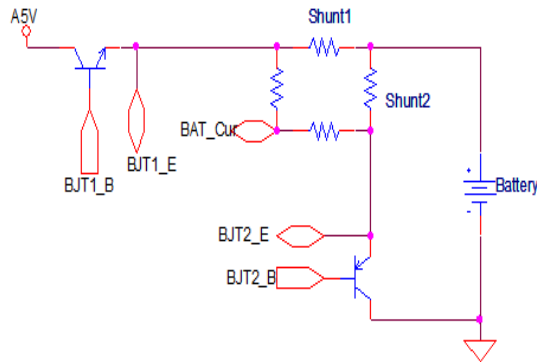 A5V
Shunt1
Shunt2
BAT_Cur
BJT1_B
BJT1_E
+
Battery
-
BJT2_E
BJT2_B